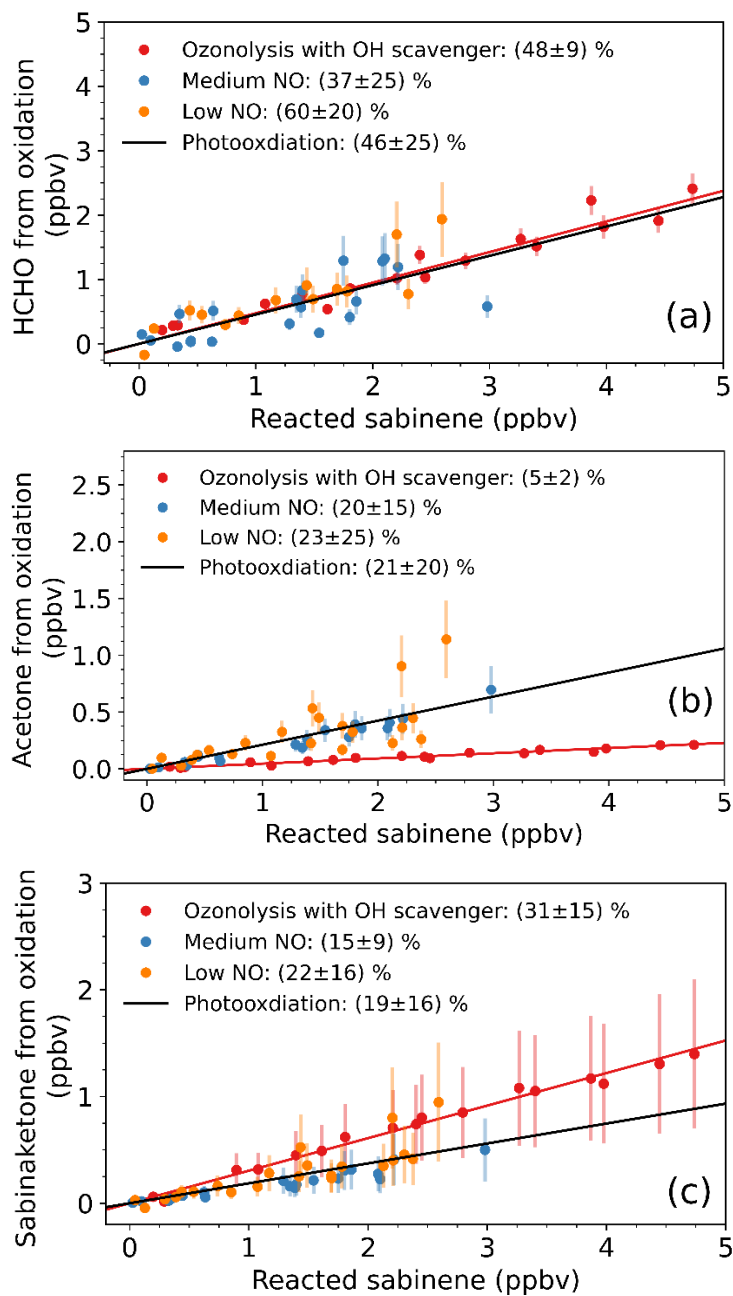 5
4
3
2
1
0
HCHO from oxidation
(ppbv)
Ozonolysis with OH scavenger: (48±9) %
Medium NO: (37±25) %
Low NO: (60±20) %
Photooxdiation: (46±25) %
(a)
0 1 2 3 4 5
Reacted sabinene (ppbv)
2.5
2.0
1.5
1.0
0.5
0.0
Acetone from oxidation
(ppbv)
Ozonolysis with OH scavenger: (5±2) %
Medium NO: (20±15) %
Low NO: (23±25) %
Photooxdiation: (21±20) %
(b)
0 1 2 3 4 5
Reacted sabinene (ppbv)
3
2
1
0
Sabinaketone from oxidation
(ppbv)
Ozonolysis with OH scavenger: (31±15) %
Medium NO: (15±9) %
Low NO: (22±16) %
Photooxdiation: (19±16) %
(c)
0 1 2 3 4 5
Reacted sabinene (ppbv)